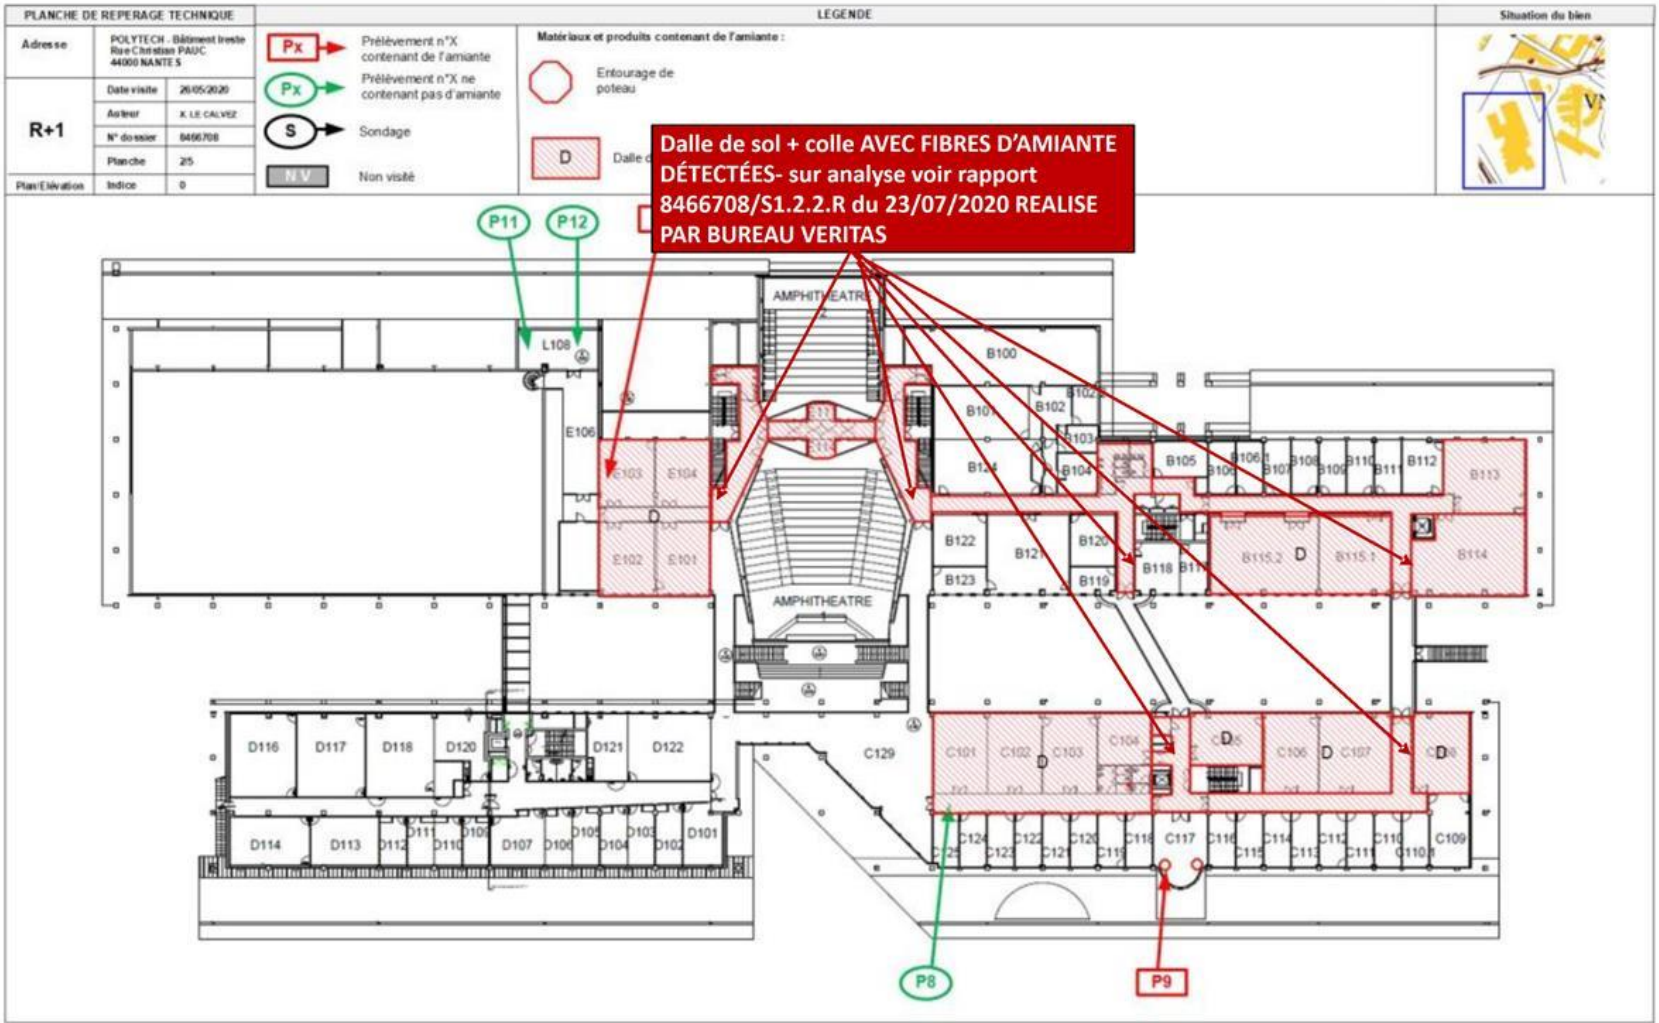 PLANCHE DE REPERAGE TECHNIQUE
LEGENDE
Situation du bien
Adresse
POLYTECH - Bâtiment Ireste
Rue Christian PAUC
44000 NANTES
R+1
Date visite
26/05/2020
Auteur
X. LE CALVEZ
N° dossier
8466708
Planche
2/5
Plan/Elévation
Indice
0
Px
Prélèvement n°X
contenant de l'amiante
Px
Prélèvement n°X ne
contenant pas d'amiante
S
Sondage
N.V
Non visité
Matériaux et produits contenant de l'amiante :
Entourage de
poteau
D
Dalle d
Dalle de sol + colle AVEC FIBRES D'AMIANTE
DÉTECTÉES- sur analyse voir rapport
8466708/S1.2.2.R du 23/07/2020 REALISE
PAR BUREAU VERITAS
P11
P12
AMPHITHEATRE
2
L108
B100
B101
B102
B103
B124
B104
E106
E103
E104
D
E102
E101
B105
B106
B106.1
B107
B108
B109
B110
B111
B112
B113
B122
B121
B120
B123
B119
B118
B115.2
D
B115.1
B114
AMPHITHEATRE
D116
D117
D118
D120
D121
D122
C129
C101
C102
D
C103
C104
D
C106
D
C107
D
D114
D113
D112
D111
D110
D109
D107
D106
D105
D104
D103
D102
D101
C124
C123
C122
C121
C120
C119
C118
C117
C116
C115
C114
C113
C112
C111
C110
C110.1
C109
P8
P9